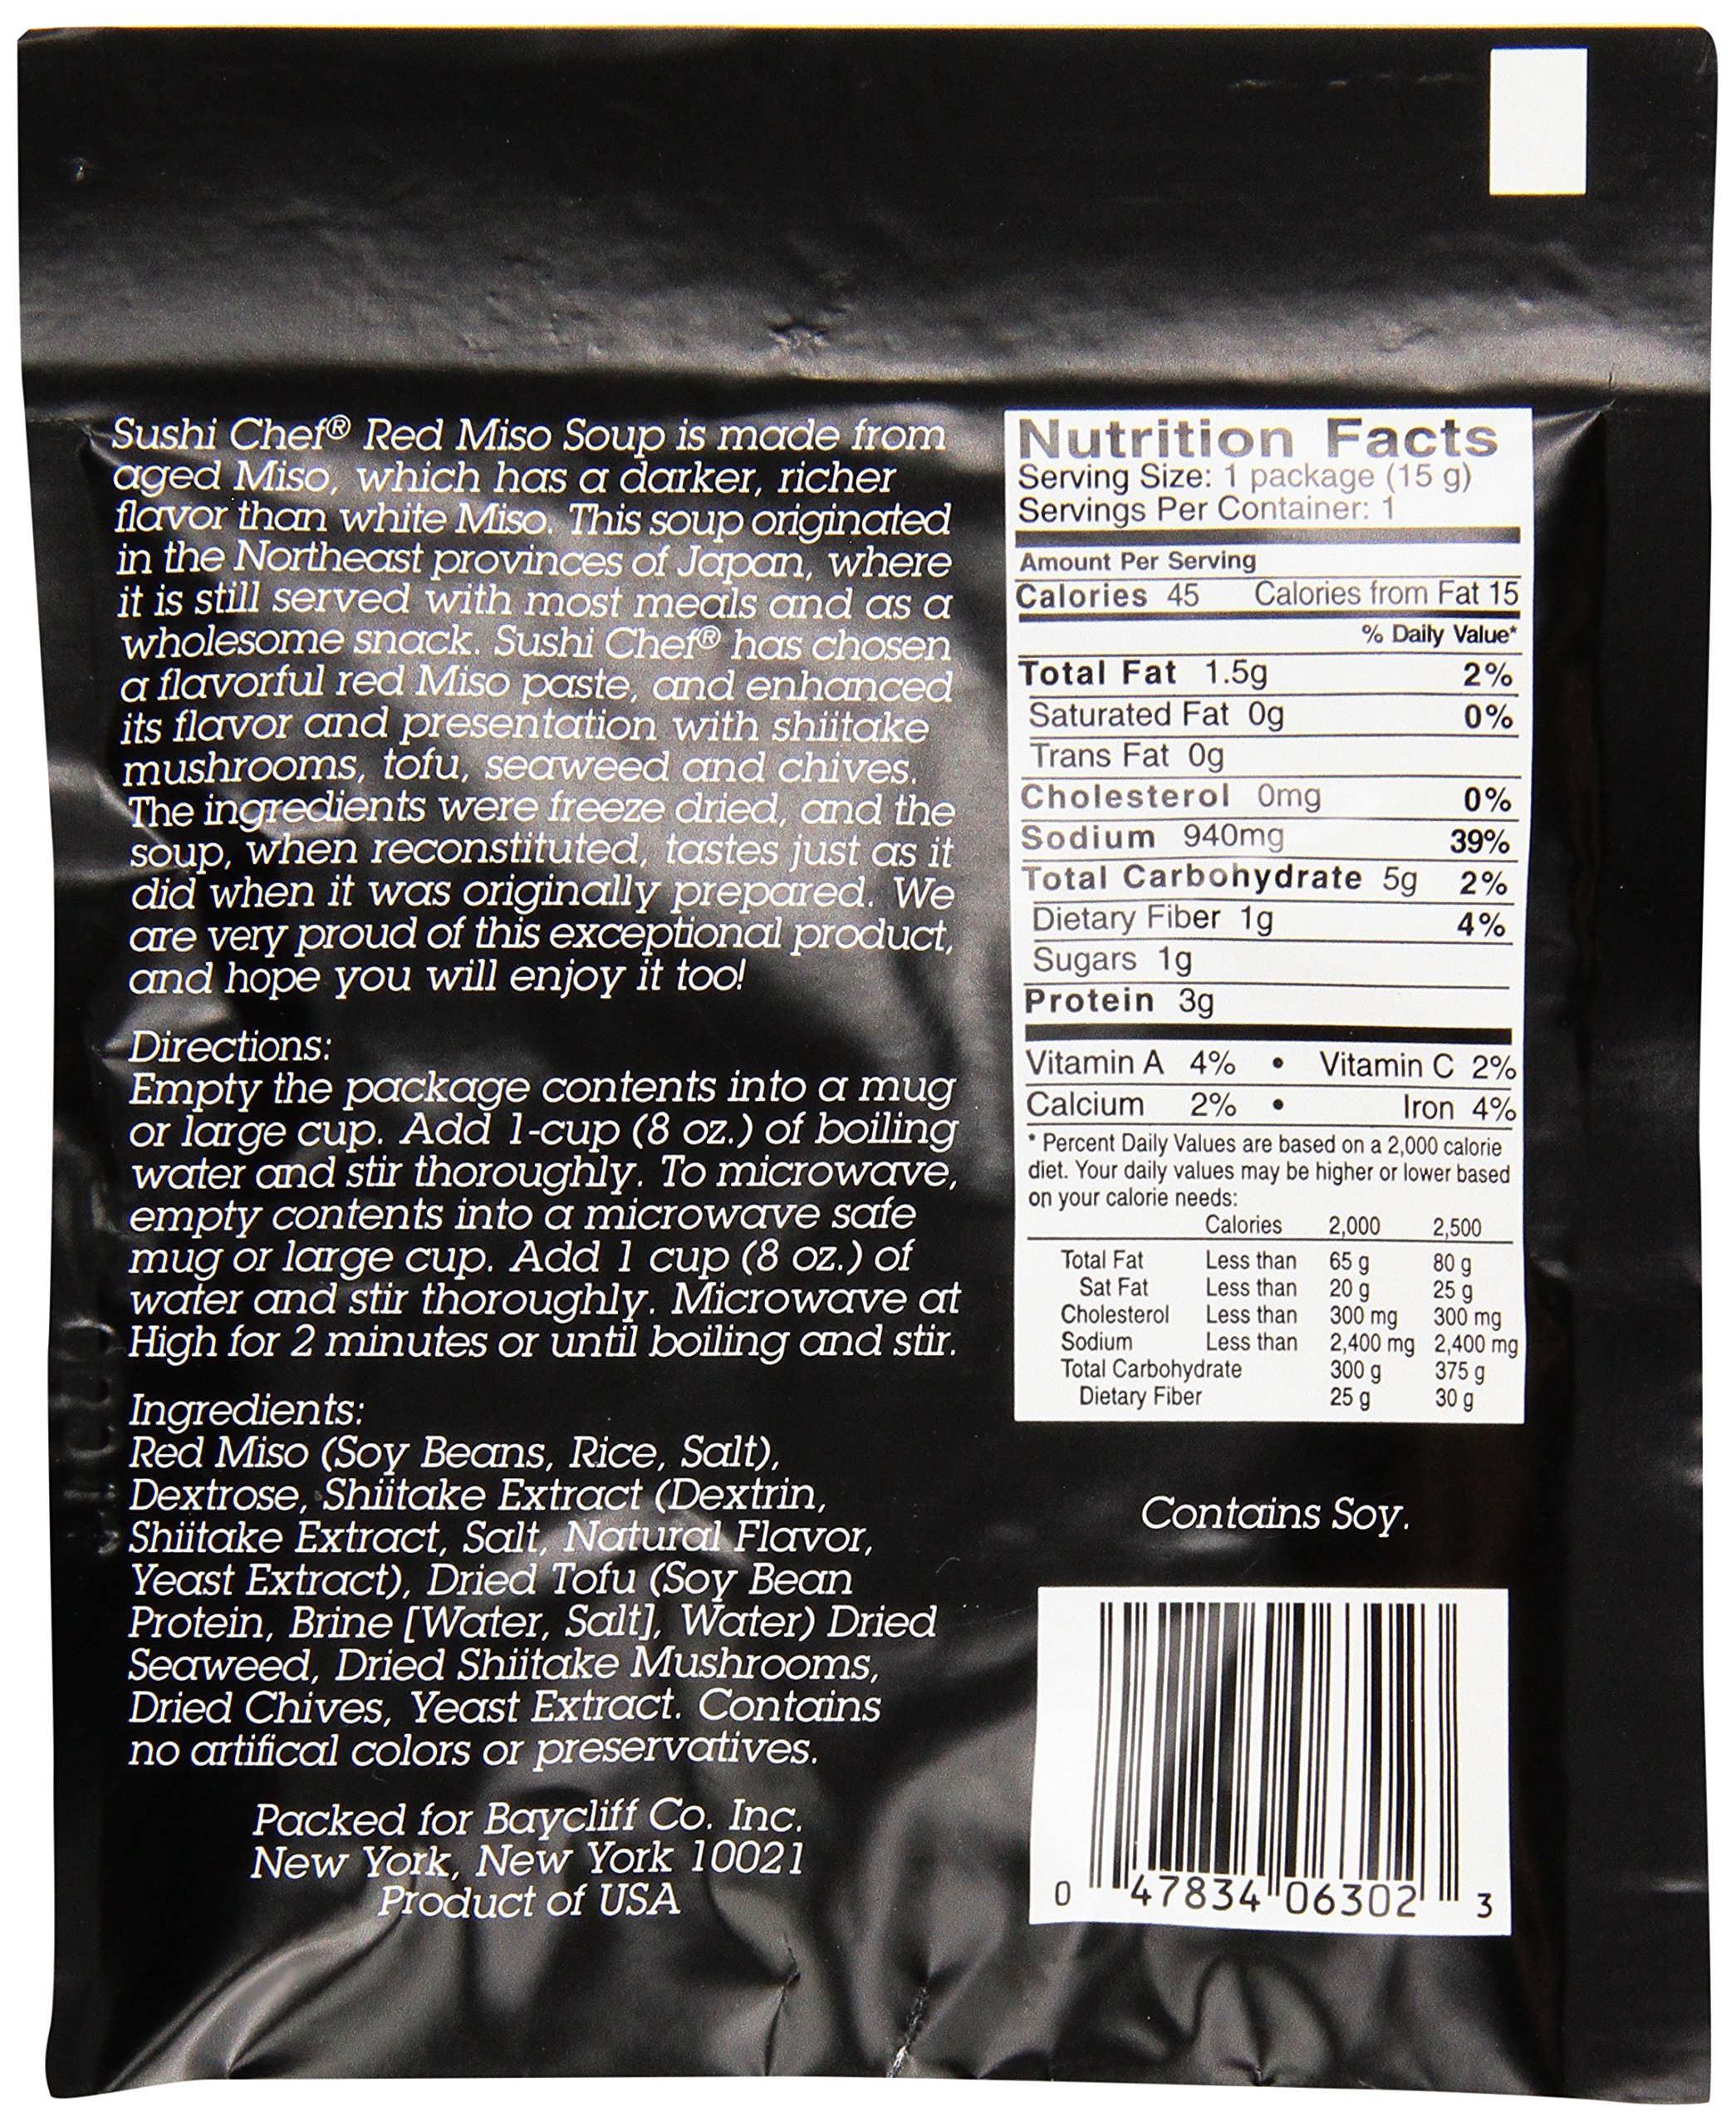 Sushi Chef® Red Miso Soup is made from
aged Miso, which has a darker, richer
flavor than white Miso. This soup originated
in the Northeast provinces of Japan, where
it is still served with most meals and as a
wholesome snack. Sushi Chef® has chosen
a flavorful red Miso paste, and enhanced
its flavor and presentation with shiitake
mushrooms, tofu, seaweed and chives.
The ingredients were freeze dried, and the
soup, when reconstituted, tastes just as it
did when it was originally prepared. We
are very proud of this exceptional product,
and hope you will enjoy it too!
Directions:
Empty the package contents into a mug
or large cup. Add 1-cup (8 oz.) of boiling
water and stir thoroughly. To microwave,
empty contents into a microwave safe
mug or large cup. Add 1 cup (8 oz.) of
water and stir thoroughly. Microwave at
High for 2 minutes or until boiling and stir.
Ingredients:
Red Miso (Soy Beans, Rice, Salt),
Dextrose, Shiitake Extract (Dextrin,
Shiitake Extract, Salt, Natural Flavor,
Yeast Extract), Dried Tofu (Soy Bean
Protein, Brine [Water, Salt], Water) Dried
Seaweed, Dried Shiitake Mushrooms,
Dried Chives, Yeast Extract. Contains
no artifical colors or preservatives.
Packed for Baycliff Co. Inc.
New York, New York 10021
Product of USA
Nutrition Facts
Serving Size: 1 package (15 g)
Servings Per Container: 1
Amount Per Serving
Calories 45 Calories from Fat 15
% Daily Value*
Total Fat 1.5g 2%
Saturated Fat 0g 0%
Trans Fat 0g
Cholesterol 0mg 0%
Sodium 940mg 39%
Total Carbohydrate 5g 2%
Dietary Fiber 1g 4%
Sugars 1g
Protein 3g
Vitamin A 4% • Vitamin C 2%
Calcium 2% • Iron 4%
* Percent Daily Values are based on a 2,000 calorie
diet. Your daily values may be higher or lower based
on your calorie needs:
Calories 2,000 2,500
Total Fat Less than 65 g 80 g
Sat Fat Less than 20 g 25 g
Cholesterol Less than 300 mg 300 mg
Sodium Less than 2,400 mg 2,400 mg
Total Carbohydrate 300 g 375 g
Dietary Fiber 25 g 30 g
Contains Soy.
0 47834 06302 3